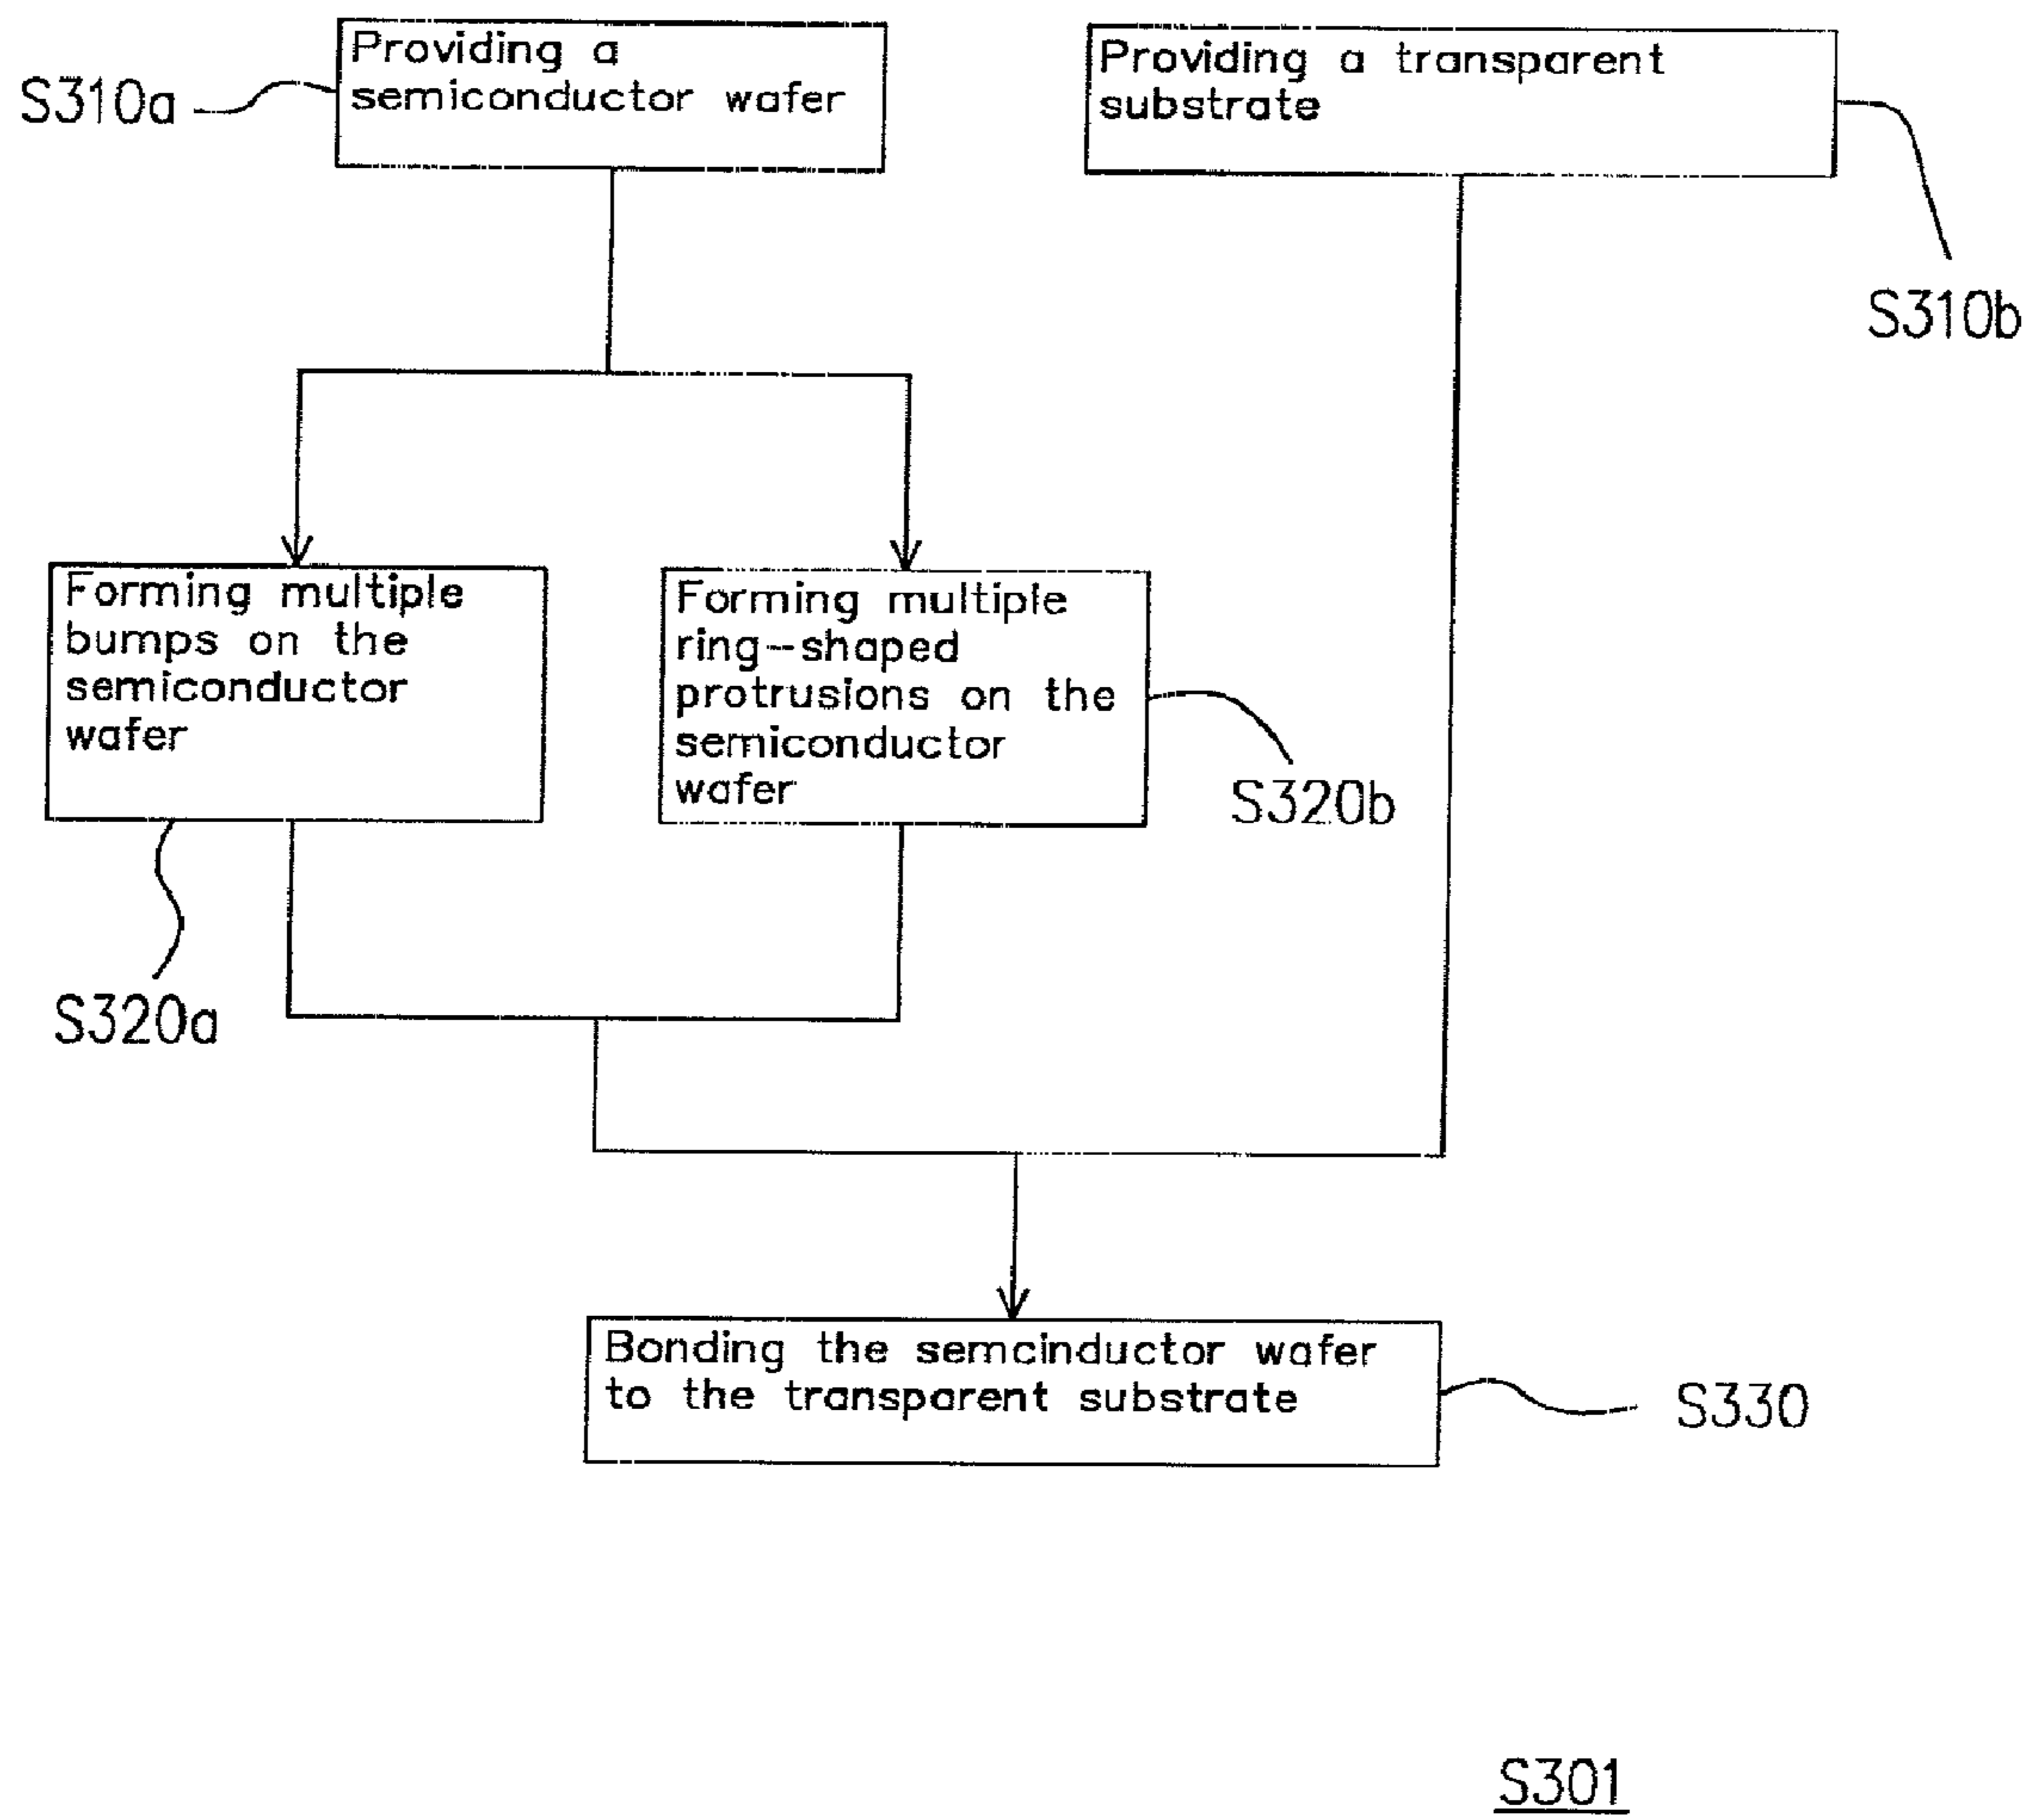 Providing a
semiconductor wafer
S310a
Providing a transparent
substrate
S310b
Forming multiple
bumps on the
semiconductor
wafer
S320a
Forming multiple
ring-shaped
protrusions on the
semiconductor
wafer
S320b
Bonding the semcinductor wafer
to the transparent substrate
S330
S301